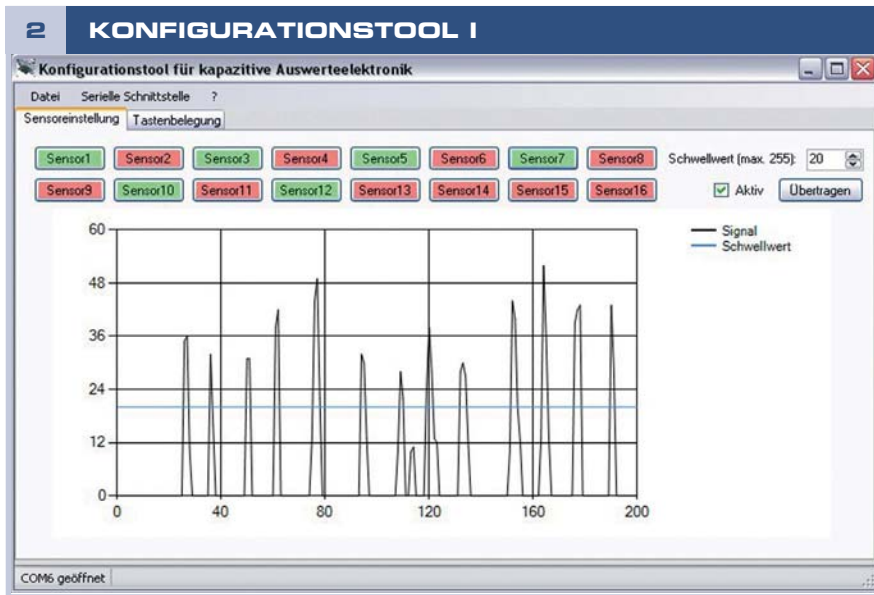 2 KONFIGURATIONSTOOL I
Konfigurationstool für kapazitive Auswerteelektronik
Datei Serielle Schnittstelle ?
Sensoreinstellung Tastenbelegung
Sensor1 Sensor2 Sensor3 Sensor4 Sensor5 Sensor6 Sensor7 Sensor8 Schwellwert (max. 255): 20
Sensor9 Sensor10 Sensor11 Sensor12 Sensor13 Sensor14 Sensor15 Sensor16 Aktiv Übertragen
60
Signal
Schwellwert
48
36
24
12
0
0 40 80 120 160 200
COM6 geöffnet